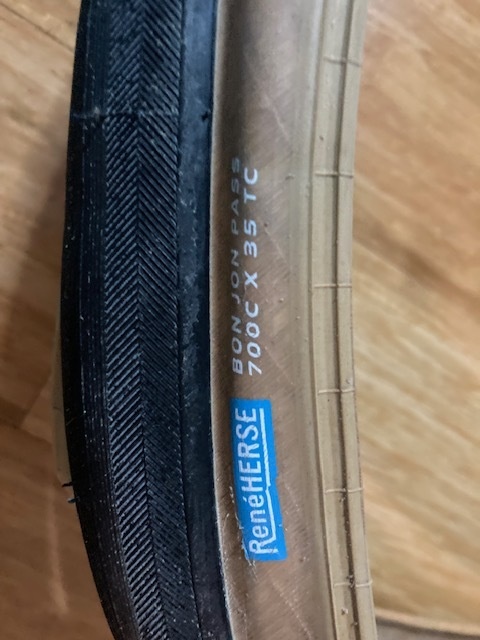 BON JON PASS
700C X 35 TC
RenéHERSE